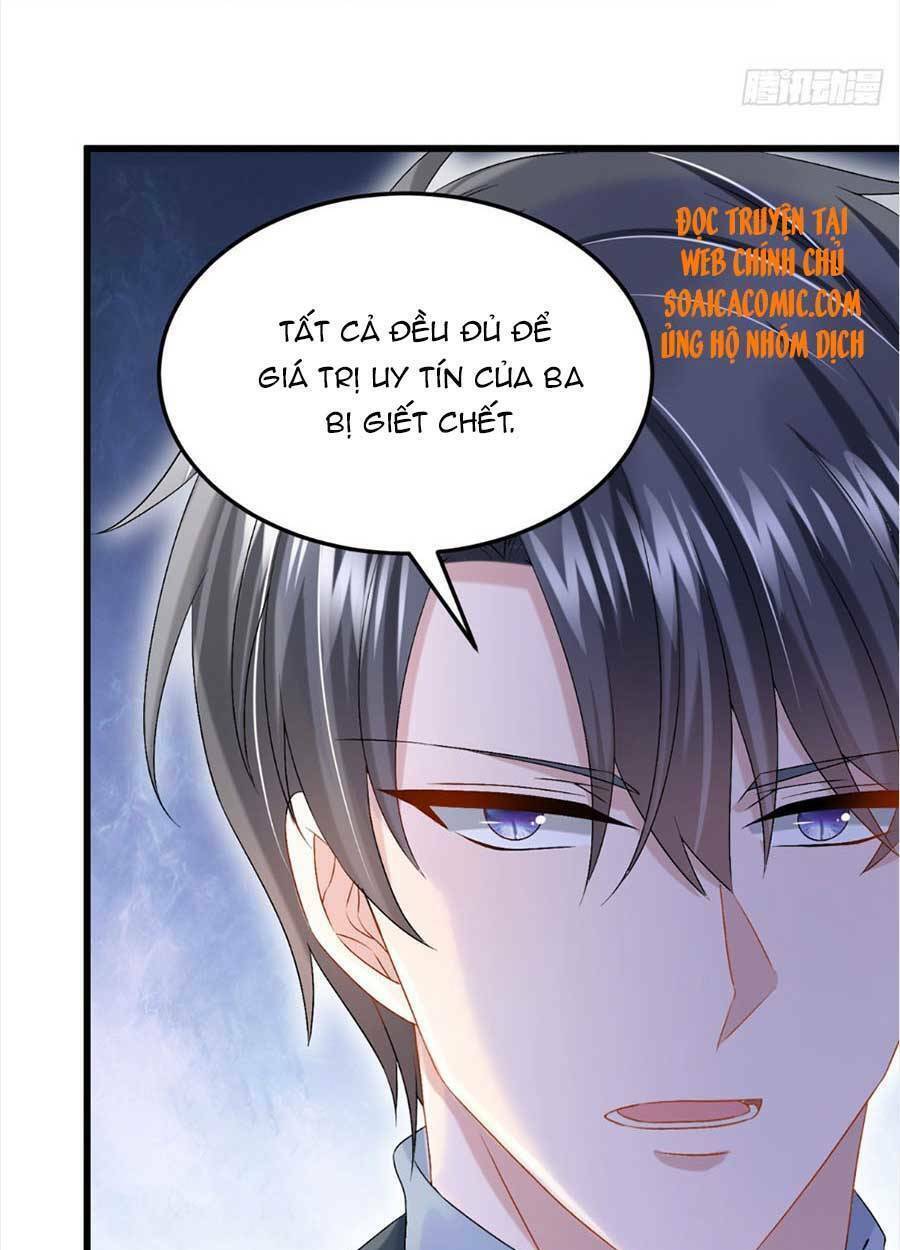 腾讯动漫
ĐỌC TRUYỆN TẠI
WEB CHÍNH CHỦ
SOAICACOMIC.COM
ỦNG HỘ NHÓM DỊCH
TẤT CẢ ĐỀU ĐỦ ĐỂ
GIÁ TRỊ UY TÍN CỦA BA
BỊ GIẾT CHẾT.